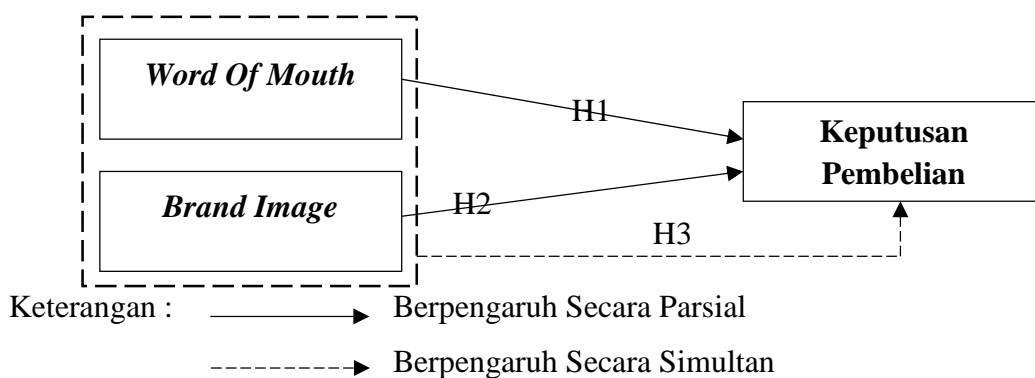 Word Of Mouth
H1
Keputusan
Pembelian
Brand Image
H2
H3
Keterangan :
Berpengaruh Secara Parsial
Berpengaruh Secara Simultan